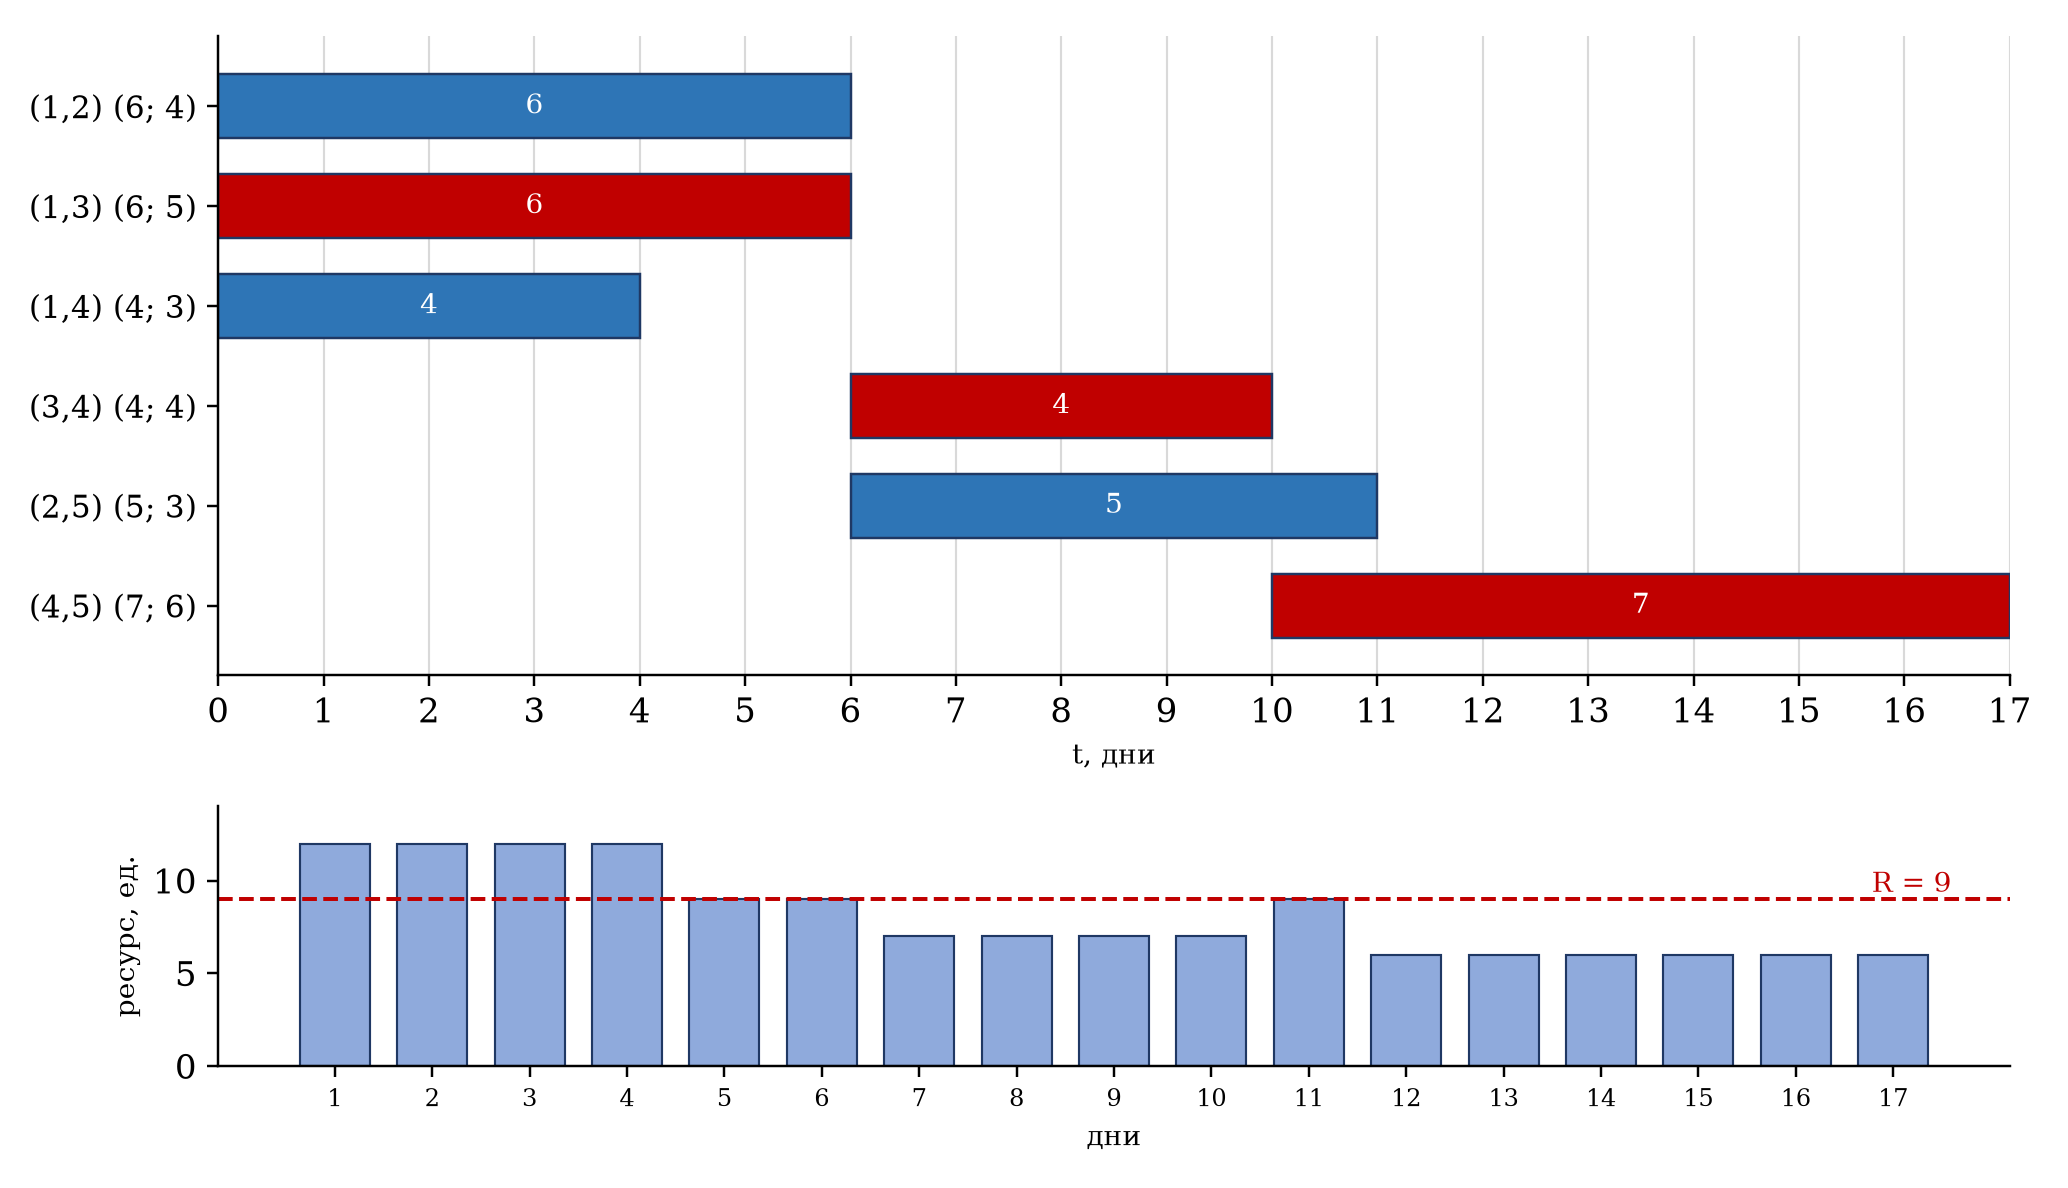 (1,2) (6; 4)
6
(1,3) (6; 5)
6
(1,4) (4; 3)
4
(3,4) (4; 4)
4
(2,5) (5; 3)
5
(4,5) (7; 6)
7
0 1 2 3 4 5 6 7 8 9 10 11 12 13 14 15 16 17
t, дни
ресурс, ед.
10
5
0
R = 9
1 2 3 4 5 6 7 8 9 10 11 12 13 14 15 16 17
дни